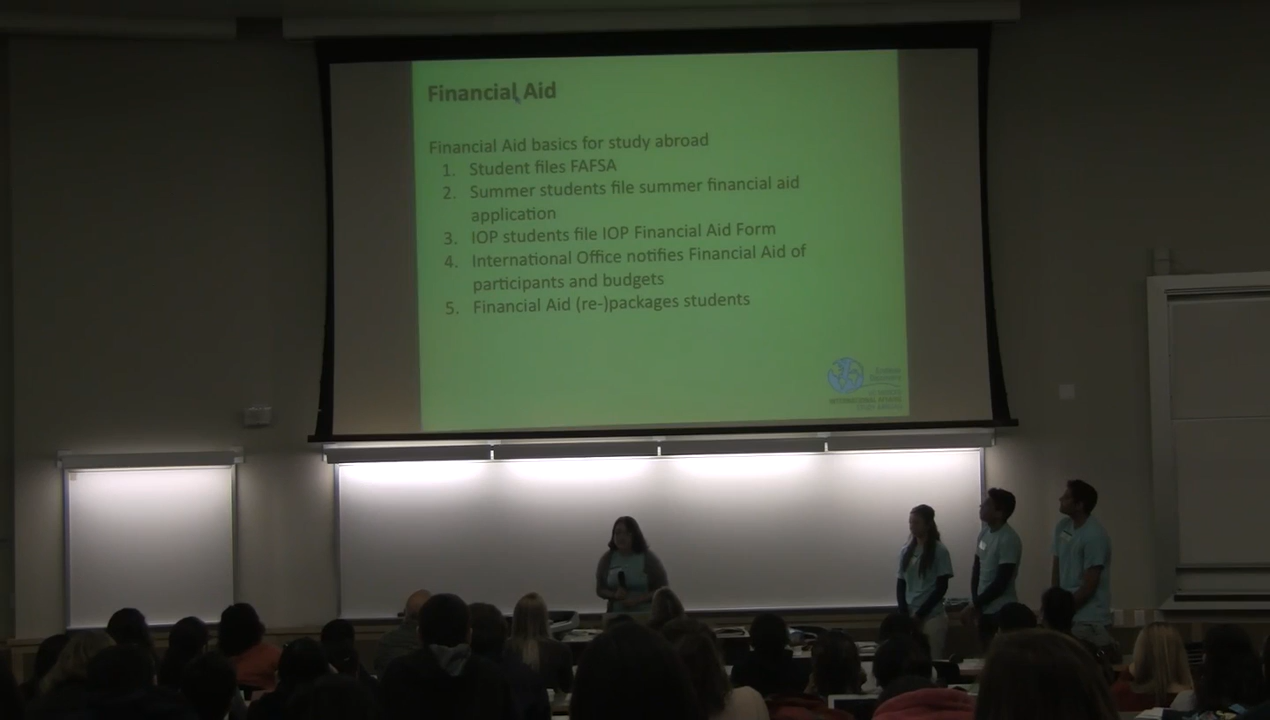 Financial Aid
Financial Aid basics for study abroad
1. Student files FAFSA
2. Summer students file summer financial aid
application
3. IOP students file IOP Financial Aid Form
4. International Office notifies Financial Aid of
participants and budgets
5. Financial Aid (re-)packages students
INTERNATIONAL AFFAIRS